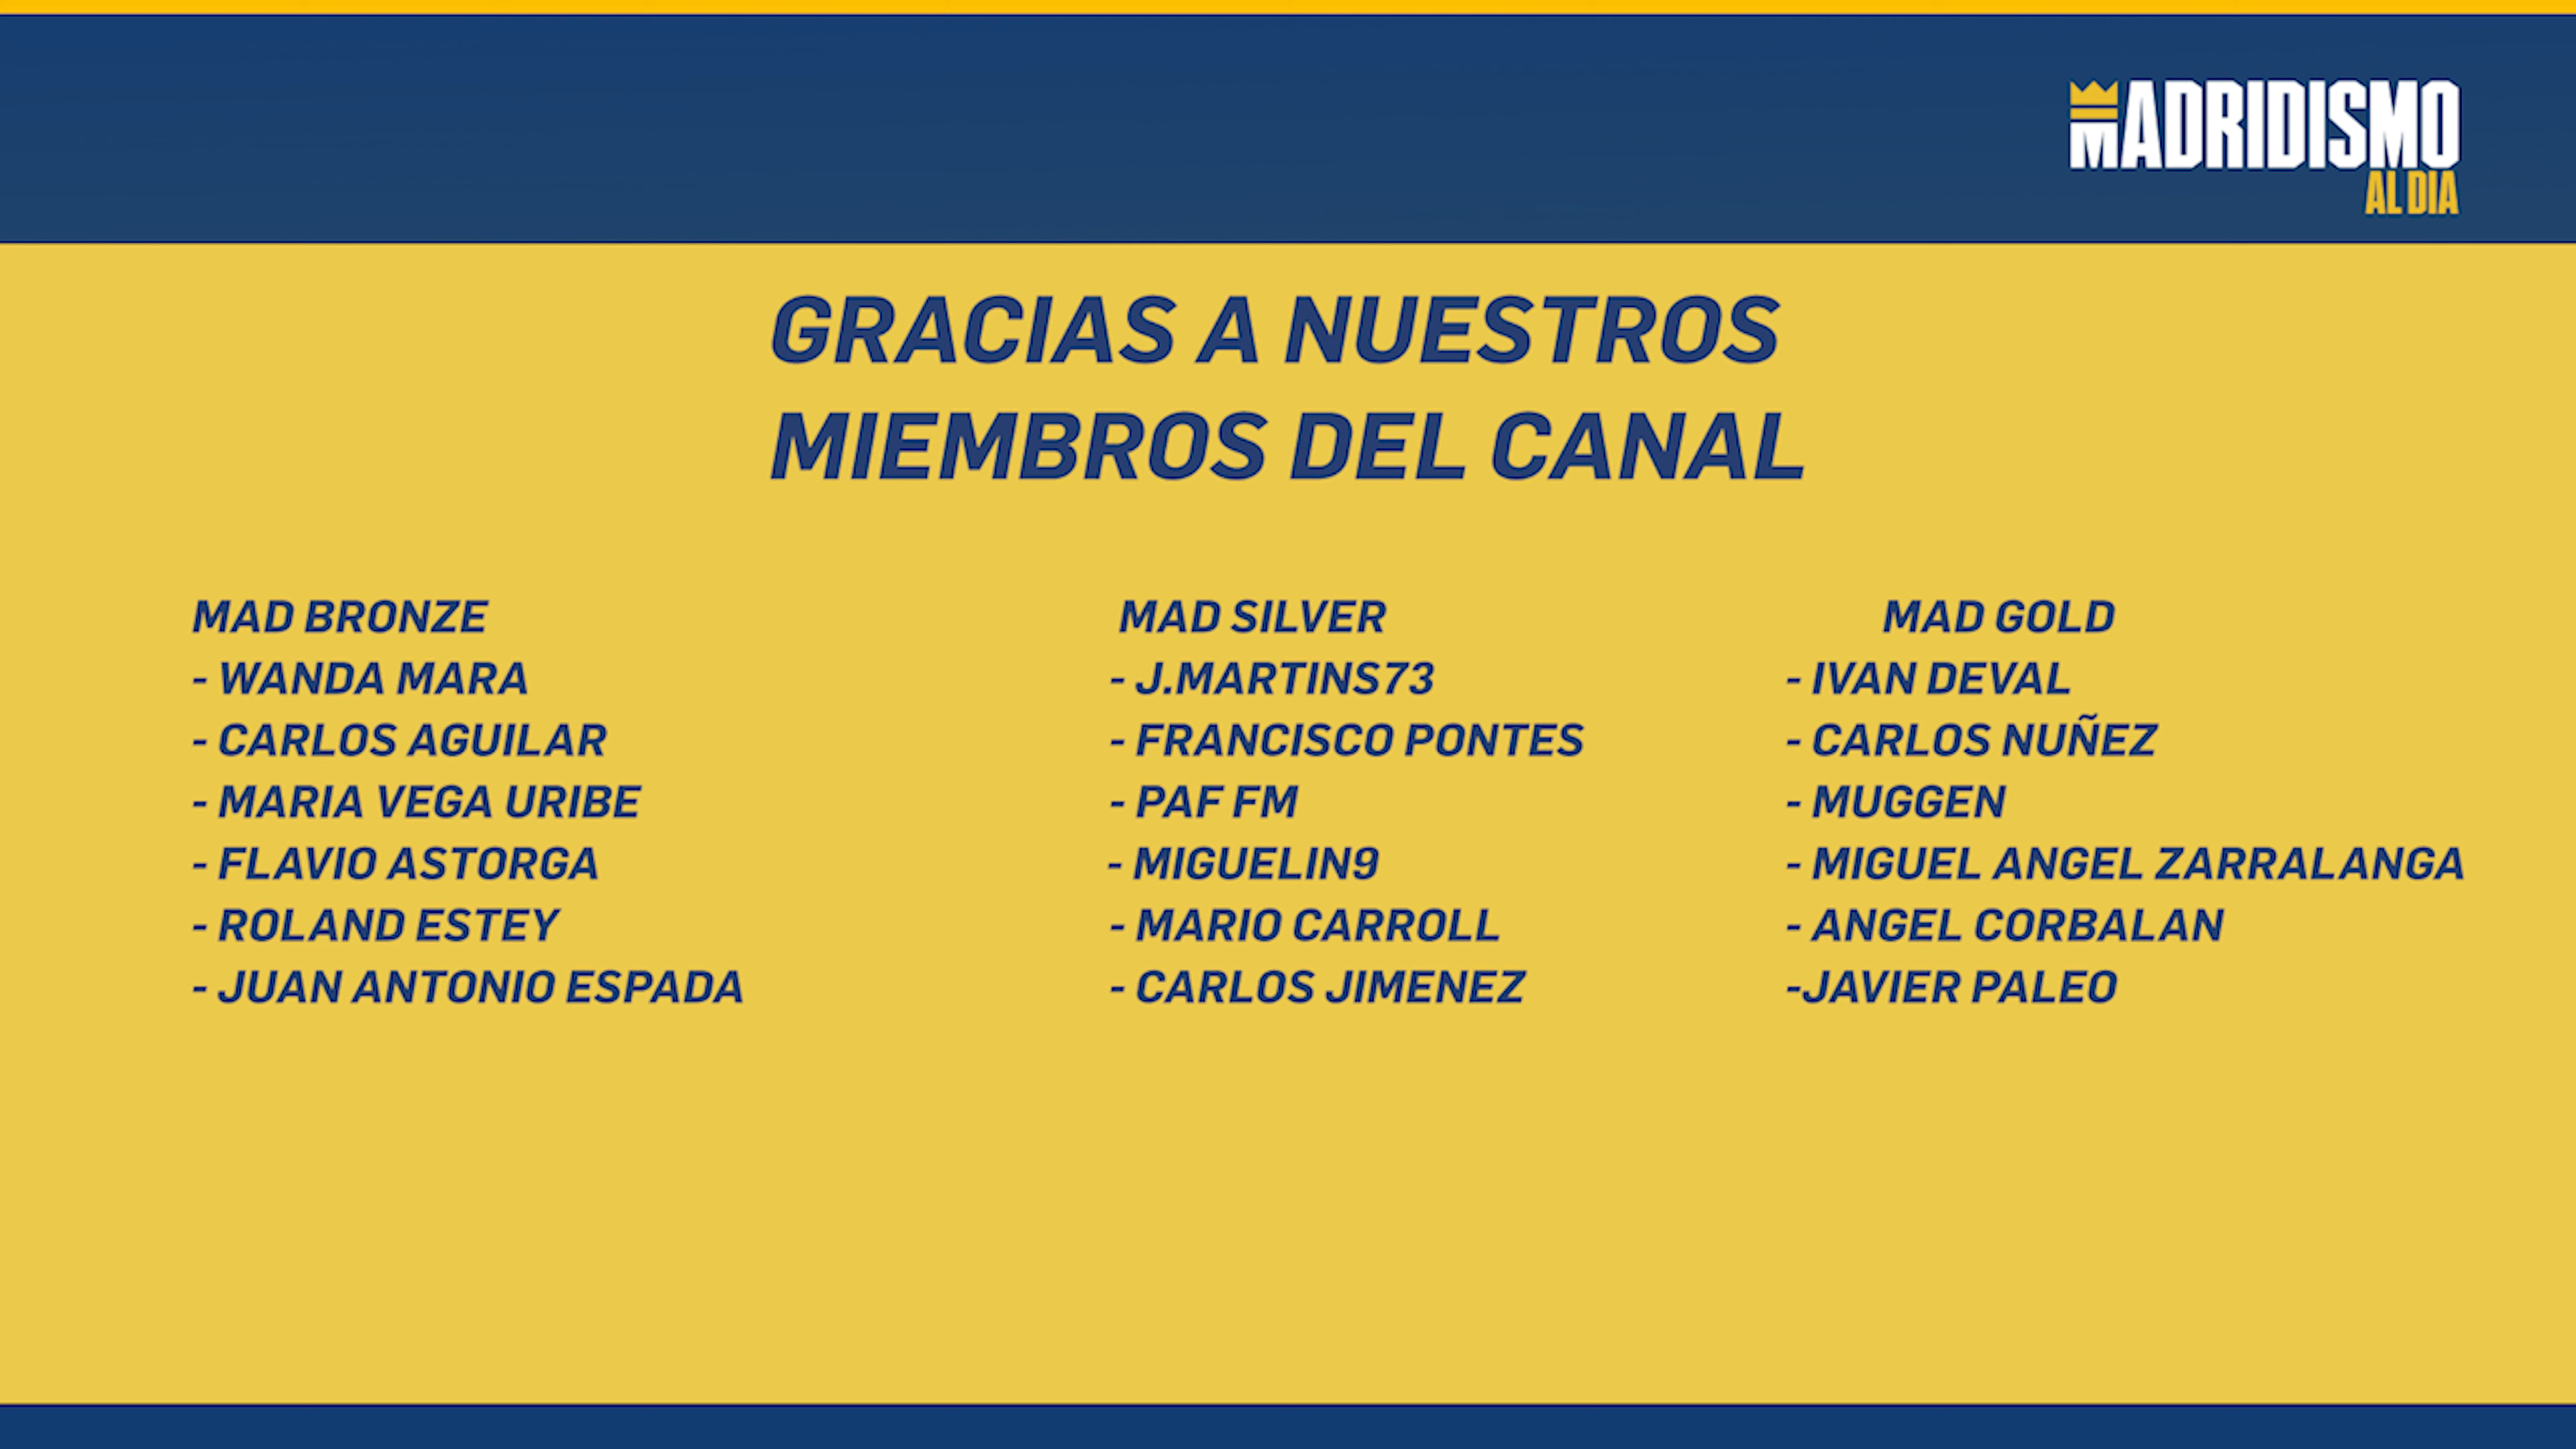 MADRIDISMO
AL DIA
GRACIAS A NUESTROS
MIEMBROS DEL CANAL
MAD BRONZE
- WANDA MARA
- CARLOS AGUILAR
- MARIA VEGA URIBE
- FLAVIO ASTORGA
- ROLAND ESTEY
- JUAN ANTONIO ESPADA
MAD SILVER
- J.MARTINS73
- FRANCISCO PONTES
- PAF FM
- MIGUELIN9
- MARIO CARROLL
- CARLOS JIMENEZ
MAD GOLD
- IVAN DEVAL
- CARLOS NUÑEZ
- MUGGEN
- MIGUEL ANGEL ZARRALANGA
- ANGEL CORBALAN
-JAVIER PALEO